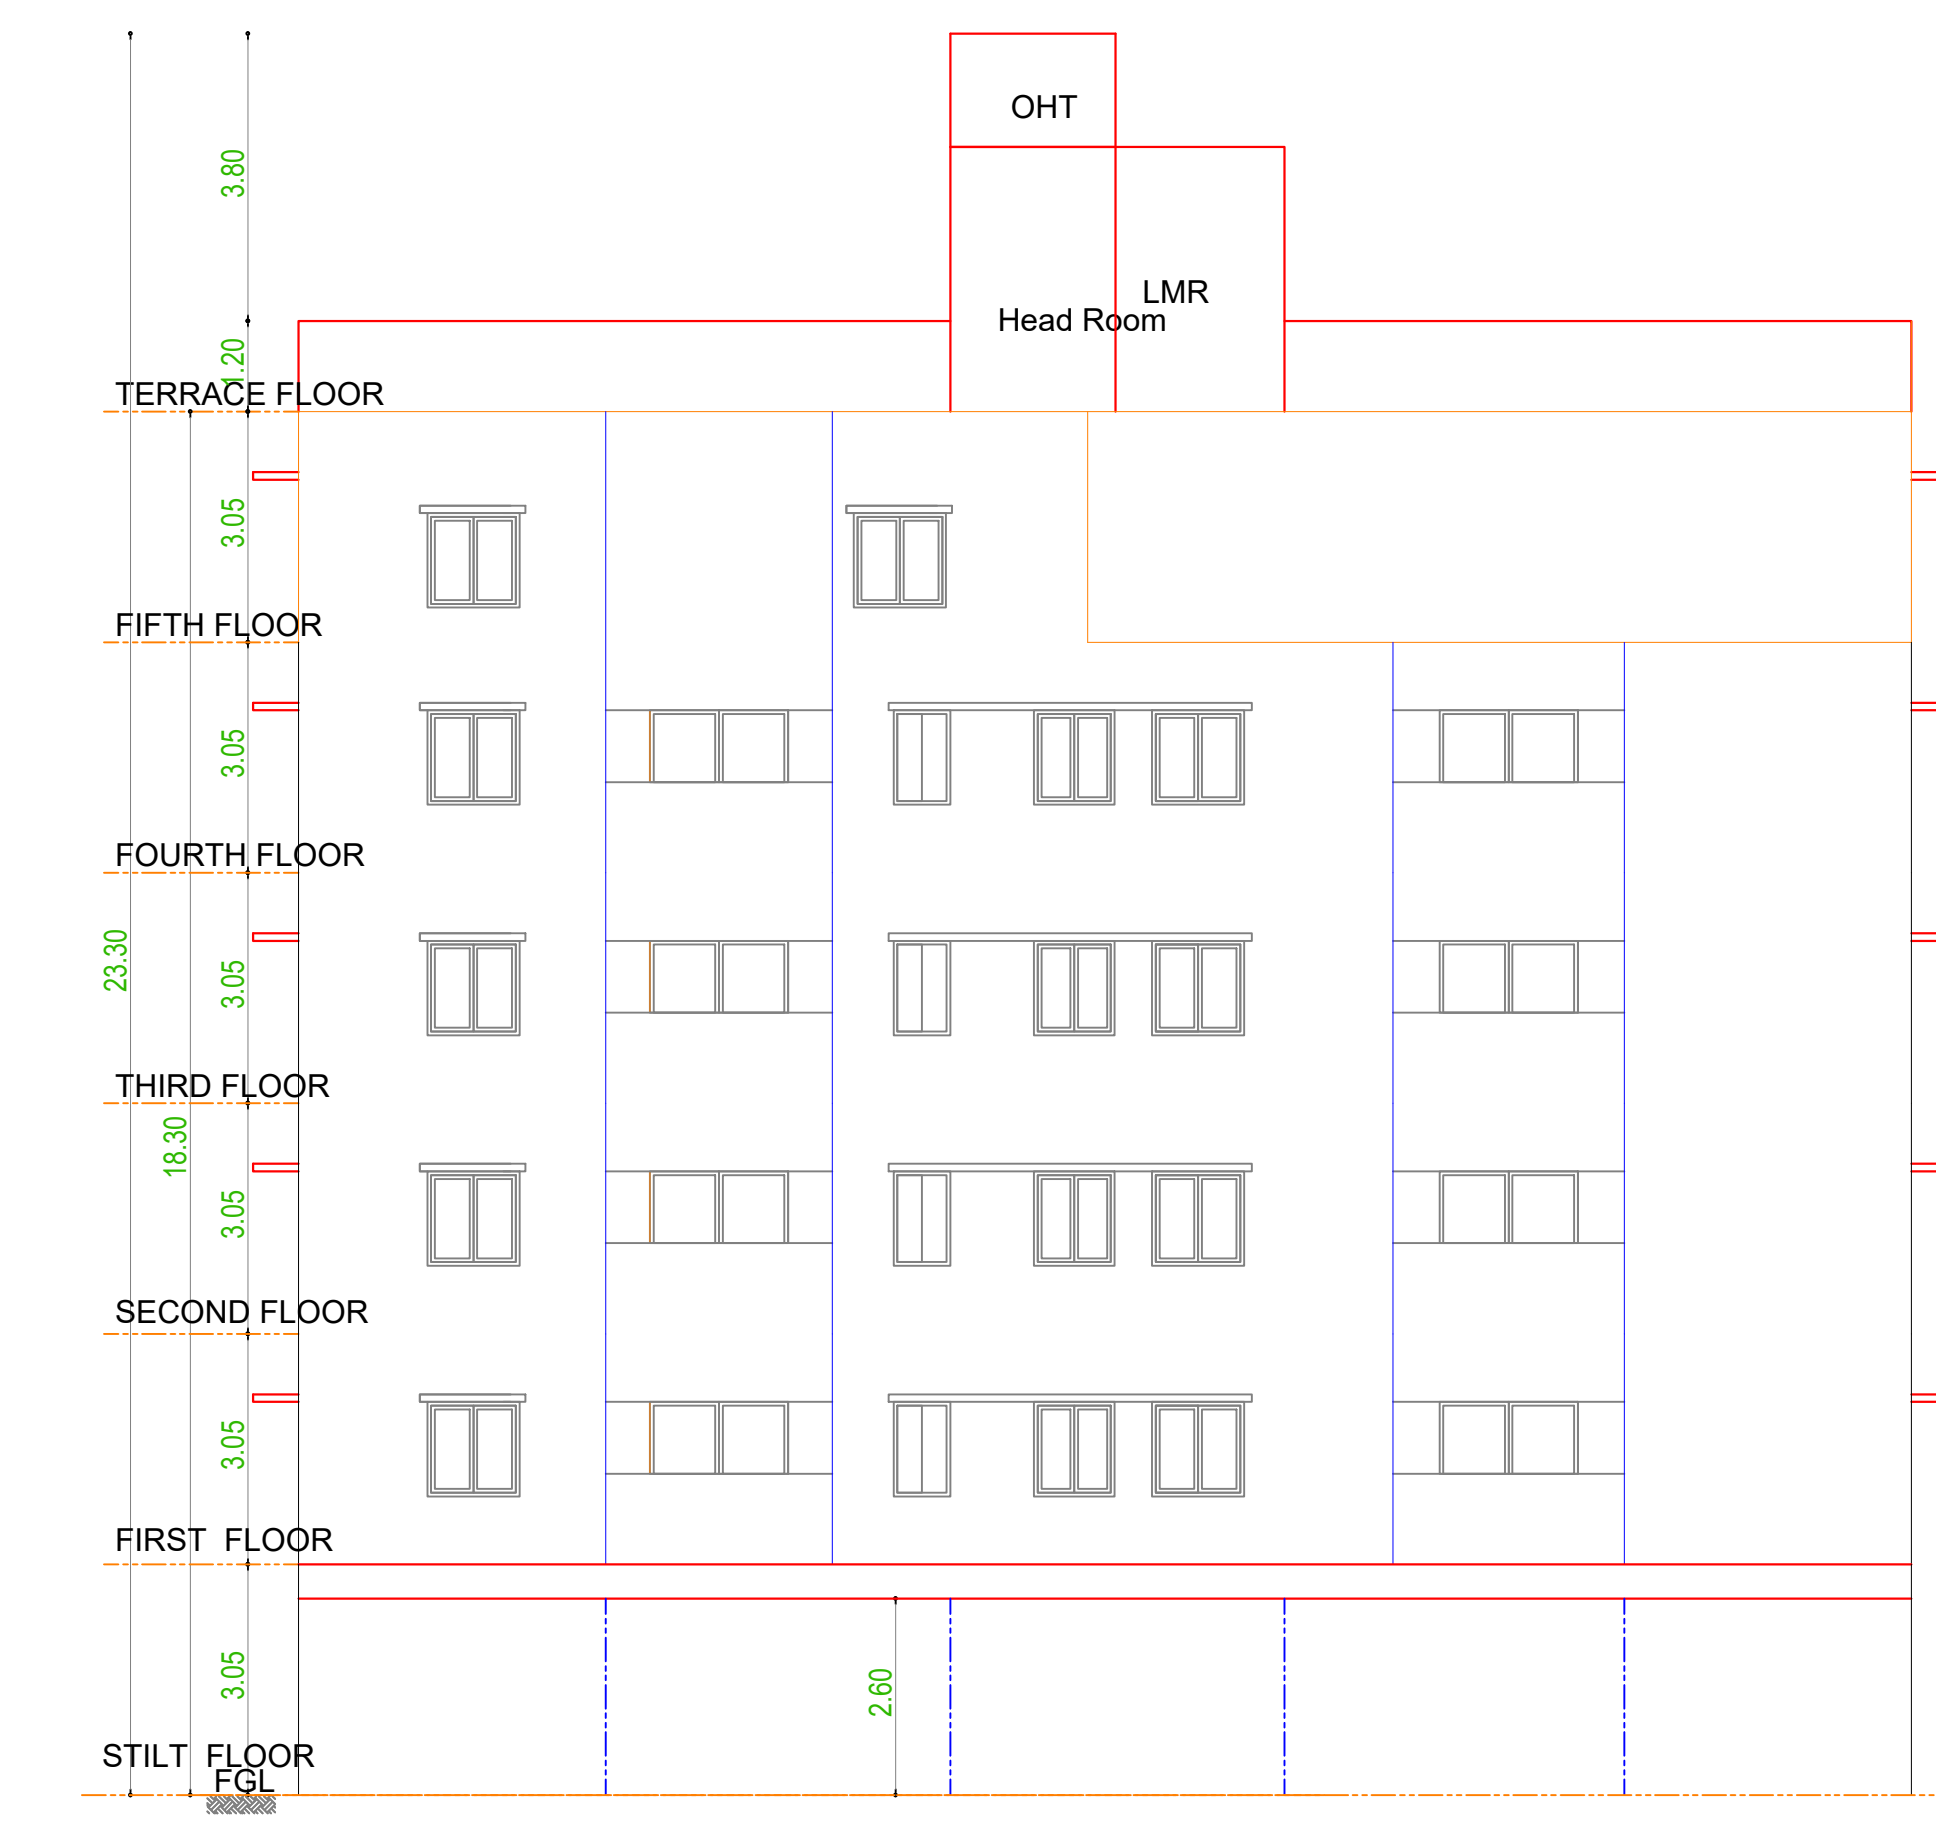 OHT
3.80
LMR
Head Room
1.20
TERRACE FLOOR
3.05
FIFTH FLOOR
3.05
FOURTH FLOOR
23.30
3.05
THIRD FLOOR
18.30
3.05
SECOND FLOOR
3.05
FIRST  FLOOR
3.05
2.60
STILT  FLOOR
FGL